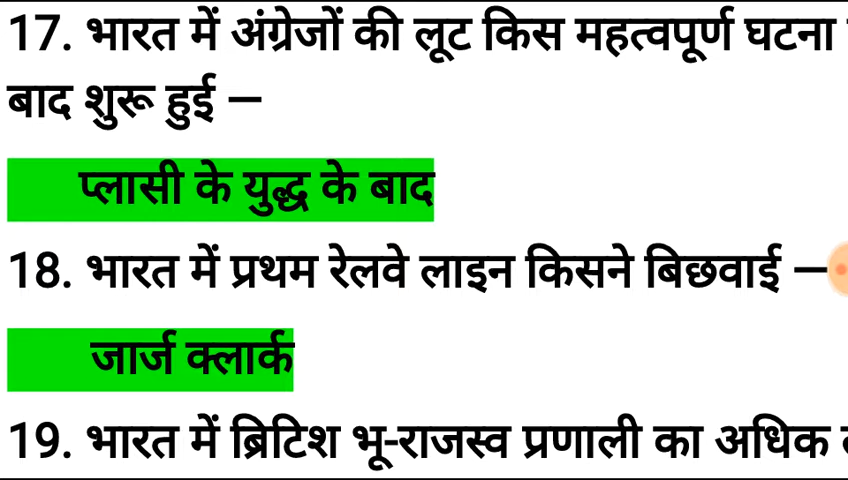 17. भारत में अंग्रेजों की लूट किस महत्वपूर्ण घटना
बाद शुरू हुई —
प्लासी के युद्ध के बाद
18. भारत में प्रथम रेलवे लाइन किसने बिछवाई —
जार्ज क्लार्क
19. भारत में ब्रिटिश भू-राजस्व प्रणाली का अधिक